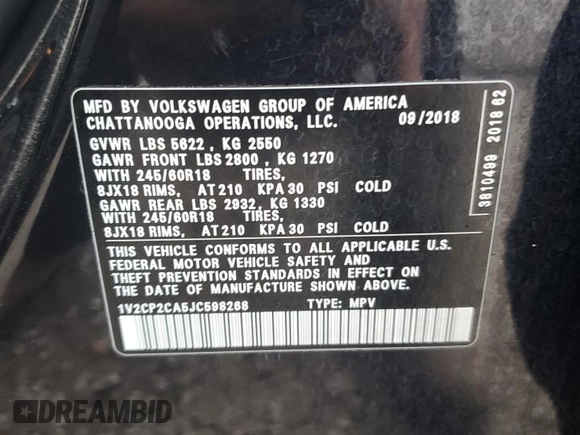 MFD BY VOLKSWAGEN GROUP OF AMERICA
CHATTANOOGA OPERATIONS, LLC. 09/2018
GVWR LBS 5622 , KG 2550
GAWR FRONT LBS 2800 , KG 1270
WITH 245/60R18 TIRES,
8JX18 RIMS, AT 210 KPA 30 PSI COLD
GAWR REAR LBS 2932, KG 1330
WITH 245/60R18 TIRES,
8JX18 RIMS, AT 210 KPA 30 PSI COLD
THIS VEHICLE CONFORMS TO ALL APPLICABLE U.S.
FEDERAL MOTOR VEHICLE SAFETY AND
THEFT PREVENTION STANDARDS IN EFFECT ON
THE DATE OF MANUFACTURE SHOWN ABOVE.
1V2CP2CA5JC598268 TYPE: MPV
3810499 2018 62
DREAMBID